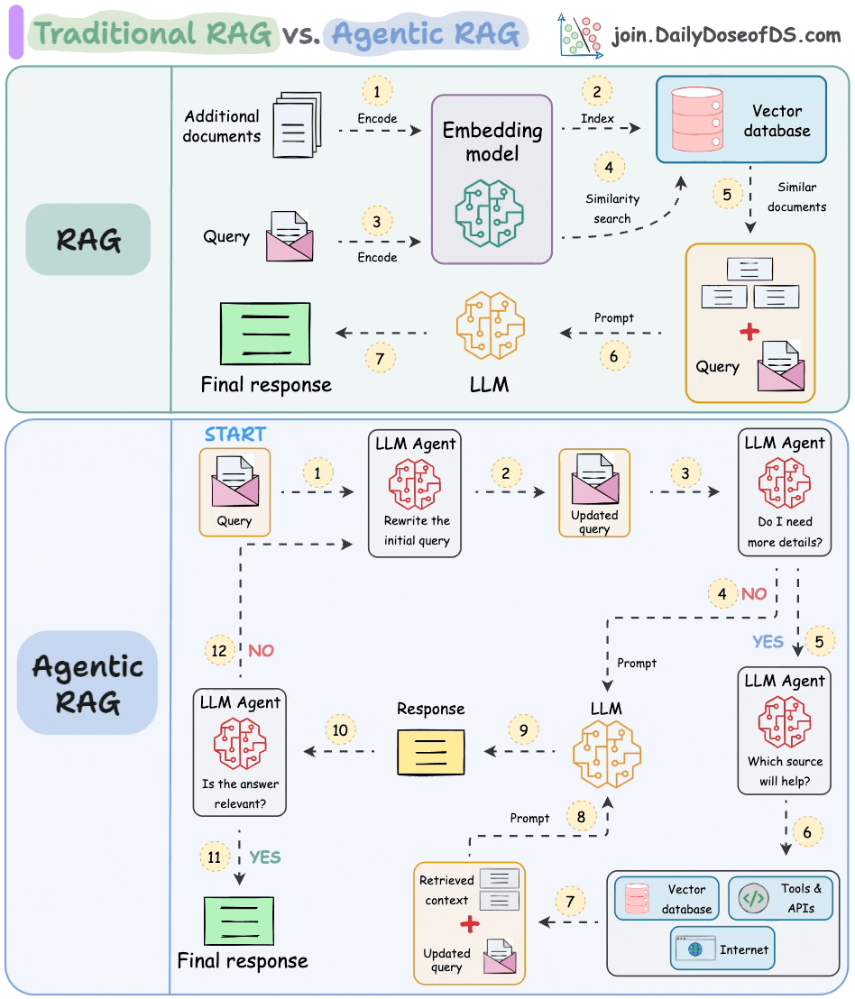 Traditional RAG vs. Agentic RAG
join.DailyDoseofDS.com
RAG
Additional
documents
1
Encode
Embedding
model
2
Index
Vector
database
Query
3
Encode
4
Similarity
search
5
Similar
documents
Query
6
Prompt
LLM
7
Final response
Agentic
RAG
START
Query
1
LLM Agent
Rewrite the
initial query
2
Updated
query
3
LLM Agent
Do I need
more details?
4 NO
Prompt
YES 5
LLM Agent
Which source
will help?
6
Vector
database
Tools &
APIs
</>
Internet
7
Retrieved
context
Updated
query
Prompt
8
LLM
9
Response
10
LLM Agent
Is the answer
relevant?
11 YES
Final response
12 NO